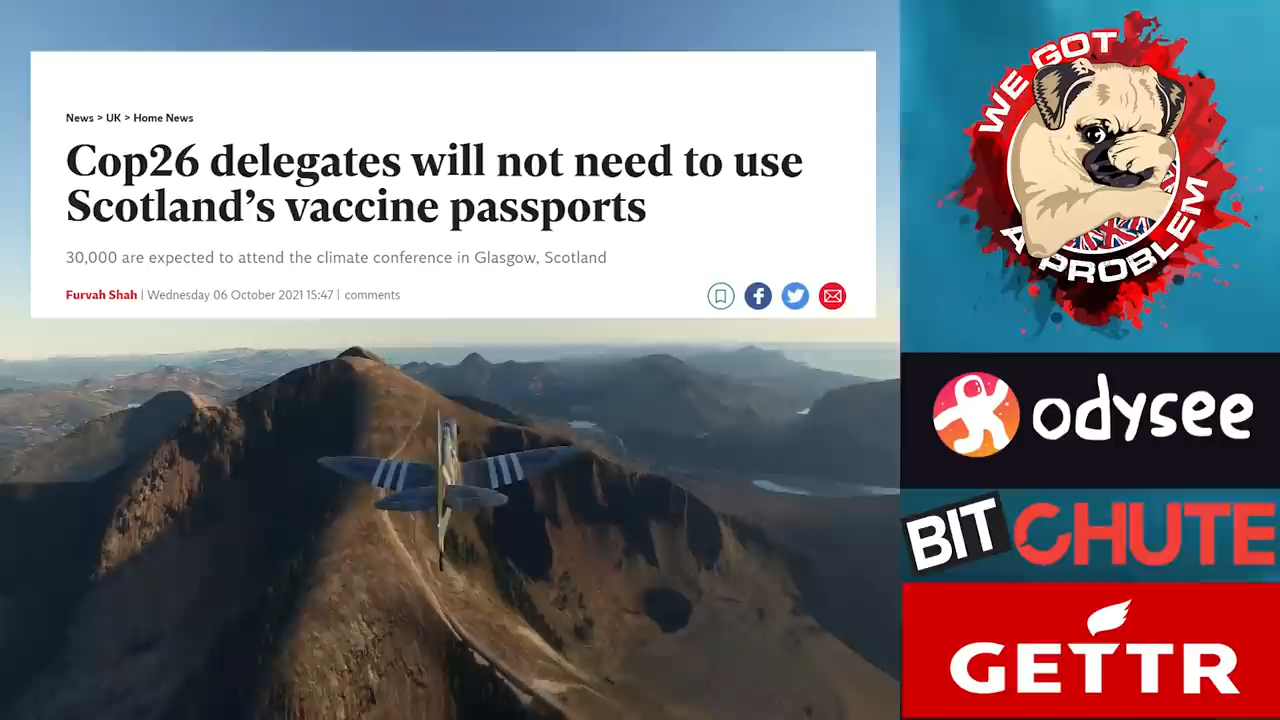 News > UK > Home News
Cop26 delegates will not need to use
Scotland's vaccine passports
30,000 are expected to attend the climate conference in Glasgow, Scotland
Furvah Shah | Wednesday 06 October 2021 15:47 | comments
WE GOT
A PROBLEM
odysee
BITCHUTE
GETTR